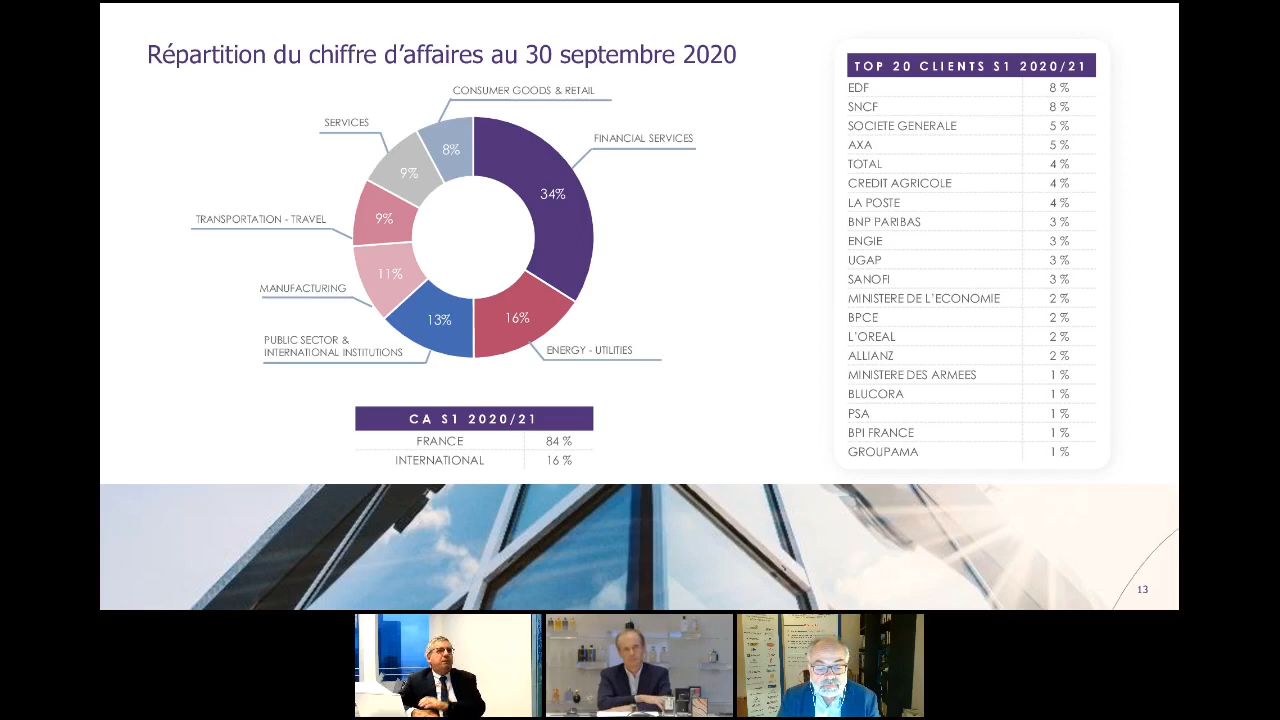 Répartition du chiffre d’affaires au 30 septembre 2020
CONSUMER GOODS & RETAIL
SERVICES
FINANCIAL SERVICES
8%
9%
34%
9%
TRANSPORTATION - TRAVEL
11%
MANUFACTURING
13%
16%
PUBLIC SECTOR &
INTERNATIONAL INSTITUTIONS
ENERGY - UTILITIES
CA S1 2020/21
FRANCE 84 %
INTERNATIONAL 16 %
TOP 20 CLIENTS S1 2020/21
EDF 8 %
SNCF 8 %
SOCIETE GENERALE 5 %
AXA 5 %
TOTAL 4 %
CREDIT AGRICOLE 4 %
LA POSTE 4 %
BNP PARIBAS 3 %
ENGIE 3 %
UGAP 3 %
SANOFI 3 %
MINISTERE DE L’ECONOMIE 2 %
BPCE 2 %
L’OREAL 2 %
ALLIANZ 2 %
MINISTERE DES ARMEES 1 %
BLUCORA 1 %
PSA 1 %
BPI FRANCE 1 %
GROUPAMA 1 %
13